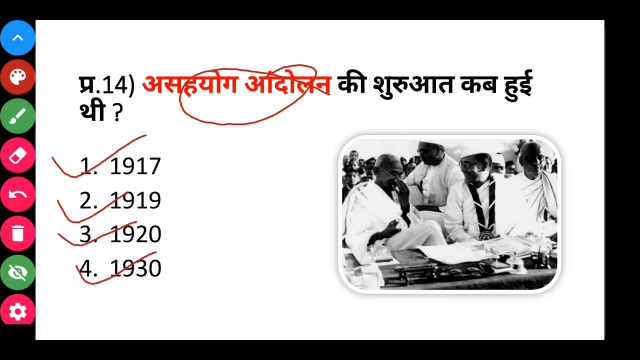 प्र.14) असहयोग आंदोलन की शुरुआत कब हुई
थी ?
1. 1917
2. 1919
3. 1920
4. 1930